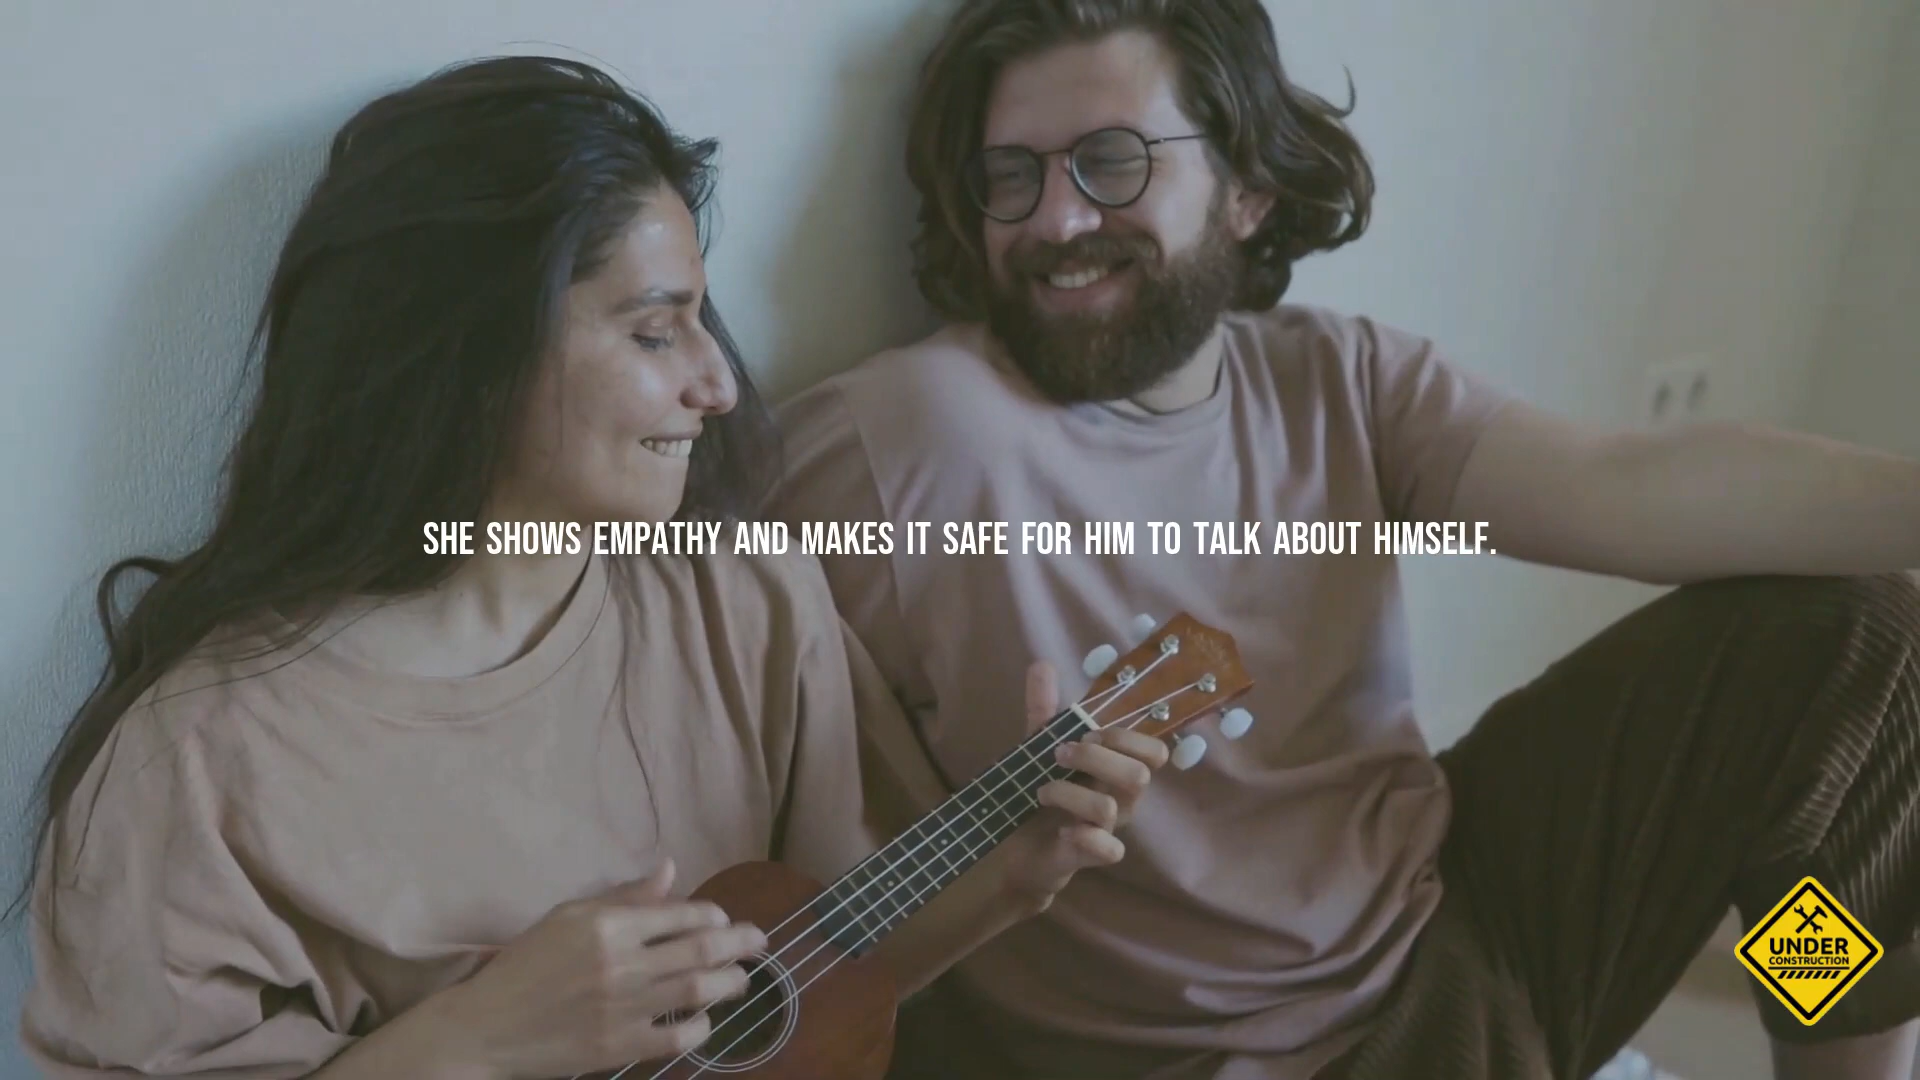 SHE SHOWS EMPATHY AND MAKES IT SAFE FOR HIM TO TALK ABOUT HIMSELF.
UNDER
CONSTRUCTION